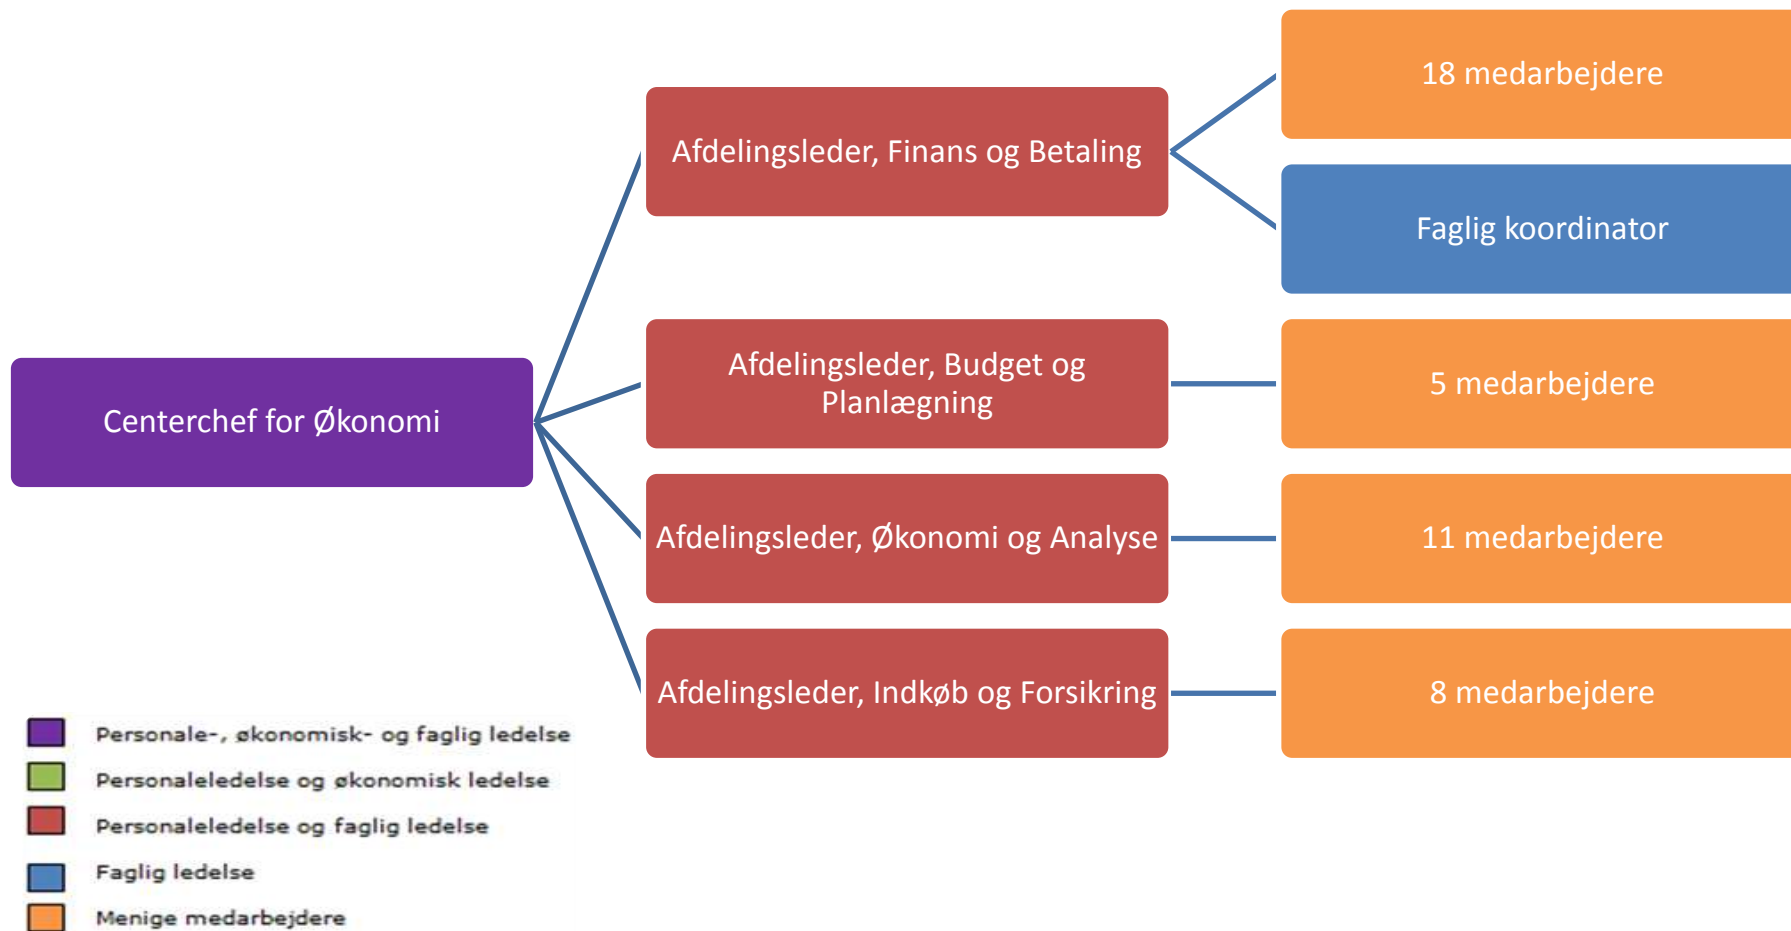 18 medarbejdere
Afdelingsleder, Finans og Betaling
Faglig koordinator
Centerchef for Økonomi
Afdelingsleder, Budget og
Planlægning
5 medarbejdere
Afdelingsleder, Økonomi og Analyse
11 medarbejdere
Afdelingsleder, Indkøb og Forsikring
8 medarbejdere
Personale-, økonomisk- og faglig ledelse
Personaleledelse og økonomisk ledelse
Personaleledelse og faglig ledelse
Faglig ledelse
Menige medarbejdere